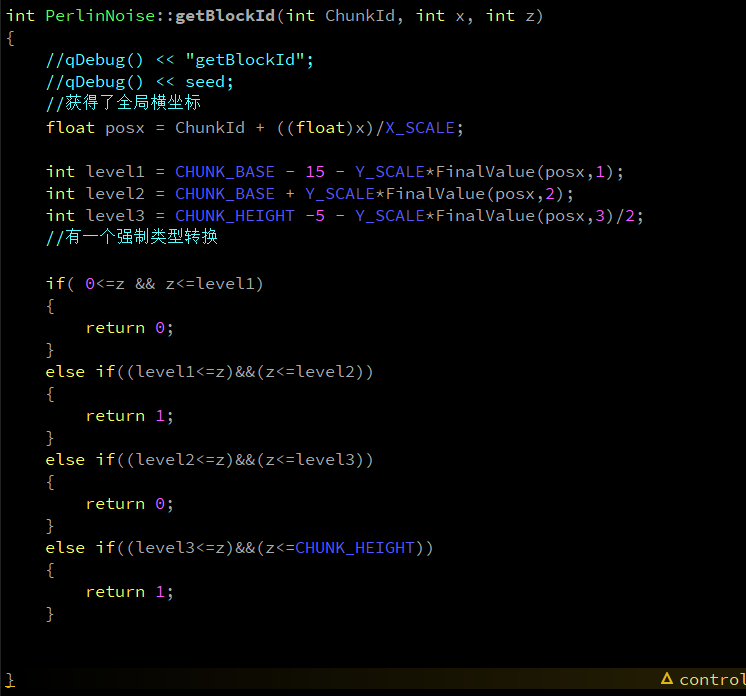 int PerlinNoise::getBlockId(int ChunkId, int x, int z)
{
    //qDebug() << "getBlockId";
    //qDebug() << seed;
    //获得了全局横坐标
    float posx = ChunkId + ((float)x)/X_SCALE;

    int level1 = CHUNK_BASE - 15 - Y_SCALE*FinalValue(posx,1);
    int level2 = CHUNK_BASE + Y_SCALE*FinalValue(posx,2);
    int level3 = CHUNK_HEIGHT -5 - Y_SCALE*FinalValue(posx,3)/2;
    //有一个强制类型转换

    if( 0<=z && z<=level1)
    {
        return 0;
    }
    else if((level1<=z)&&(z<=level2))
    {
        return 1;
    }
    else if((level2<=z)&&(z<=level3))
    {
        return 0;
    }
    else if((level3<=z)&&(z<=CHUNK_HEIGHT))
    {
        return 1;
    }


} control